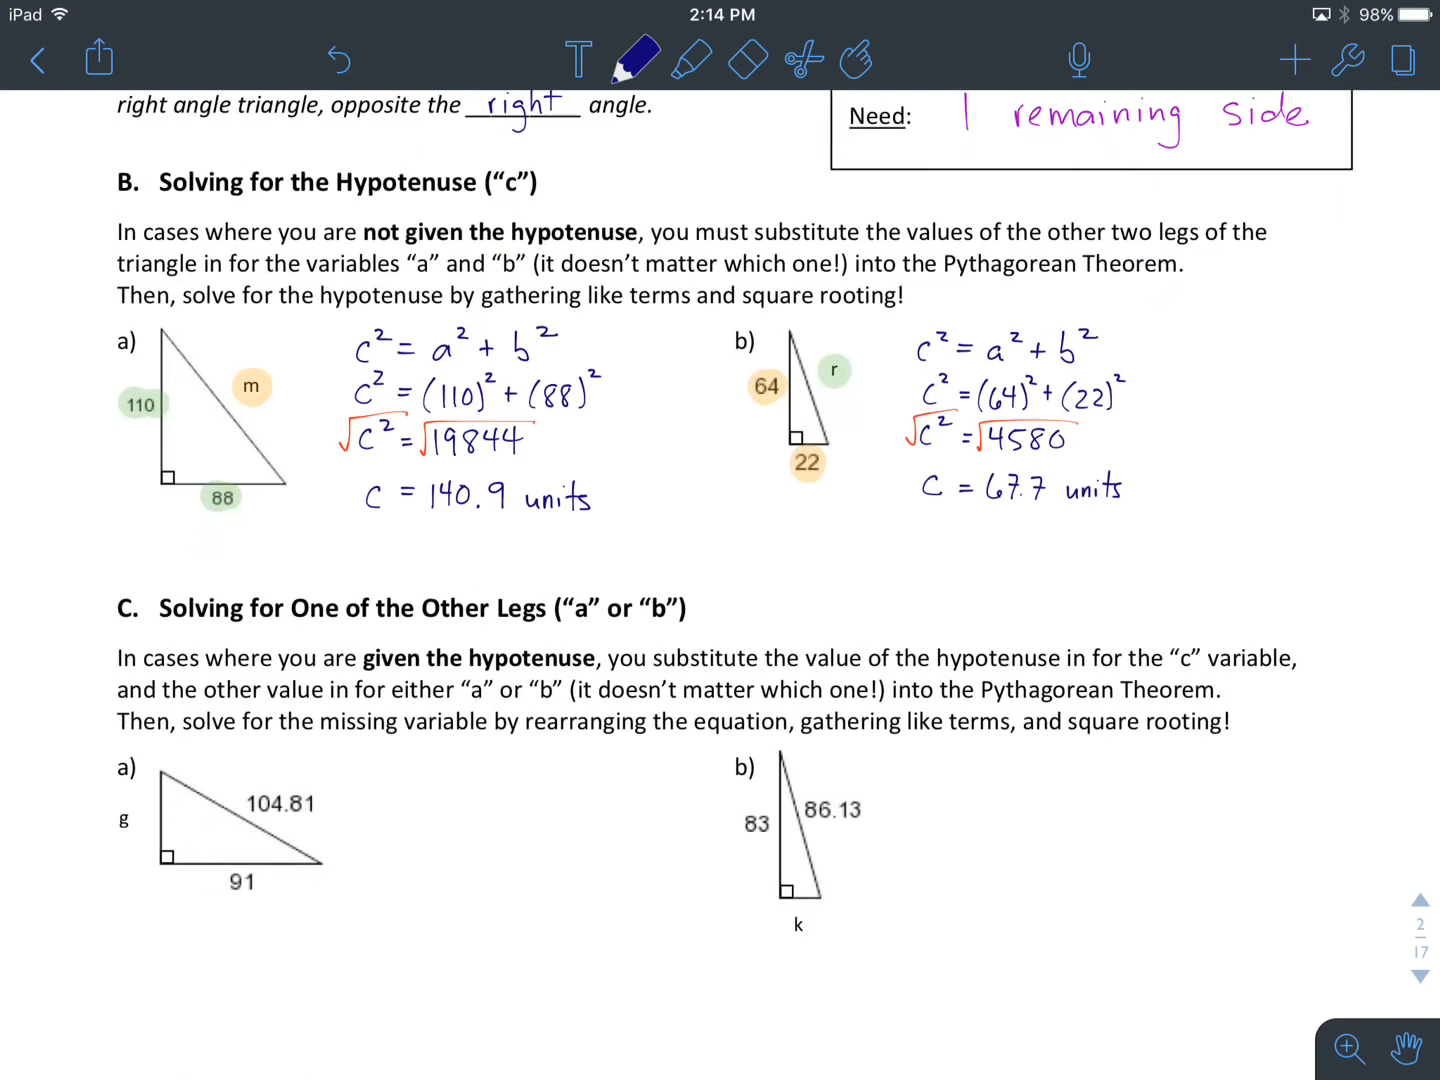 iPad 2:14 PM 98%
right angle triangle, opposite the right angle.
Need: 1 remaining side
B. Solving for the Hypotenuse (“c”)
In cases where you are not given the hypotenuse, you must substitute the values of the other two legs of the
triangle in for the variables “a” and “b” (it doesn’t matter which one!) into the Pythagorean Theorem.
Then, solve for the hypotenuse by gathering like terms and square rooting!
a)
110
m
88
c² = a² + b²
c² = (110)² + (88)²
√c² = √19844
c = 140.9 units
b)
64
r
22
c² = a² + b²
c² = (64)² + (22)²
√c² = √4580
c = 67.7 units
C. Solving for One of the Other Legs (“a” or “b”)
In cases where you are given the hypotenuse, you substitute the value of the hypotenuse in for the “c” variable,
and the other value in for either “a” or “b” (it doesn’t matter which one!) into the Pythagorean Theorem.
Then, solve for the missing variable by rearranging the equation, gathering like terms, and square rooting!
a)
104.81
g
91
b)
83
86.13
k
2
17